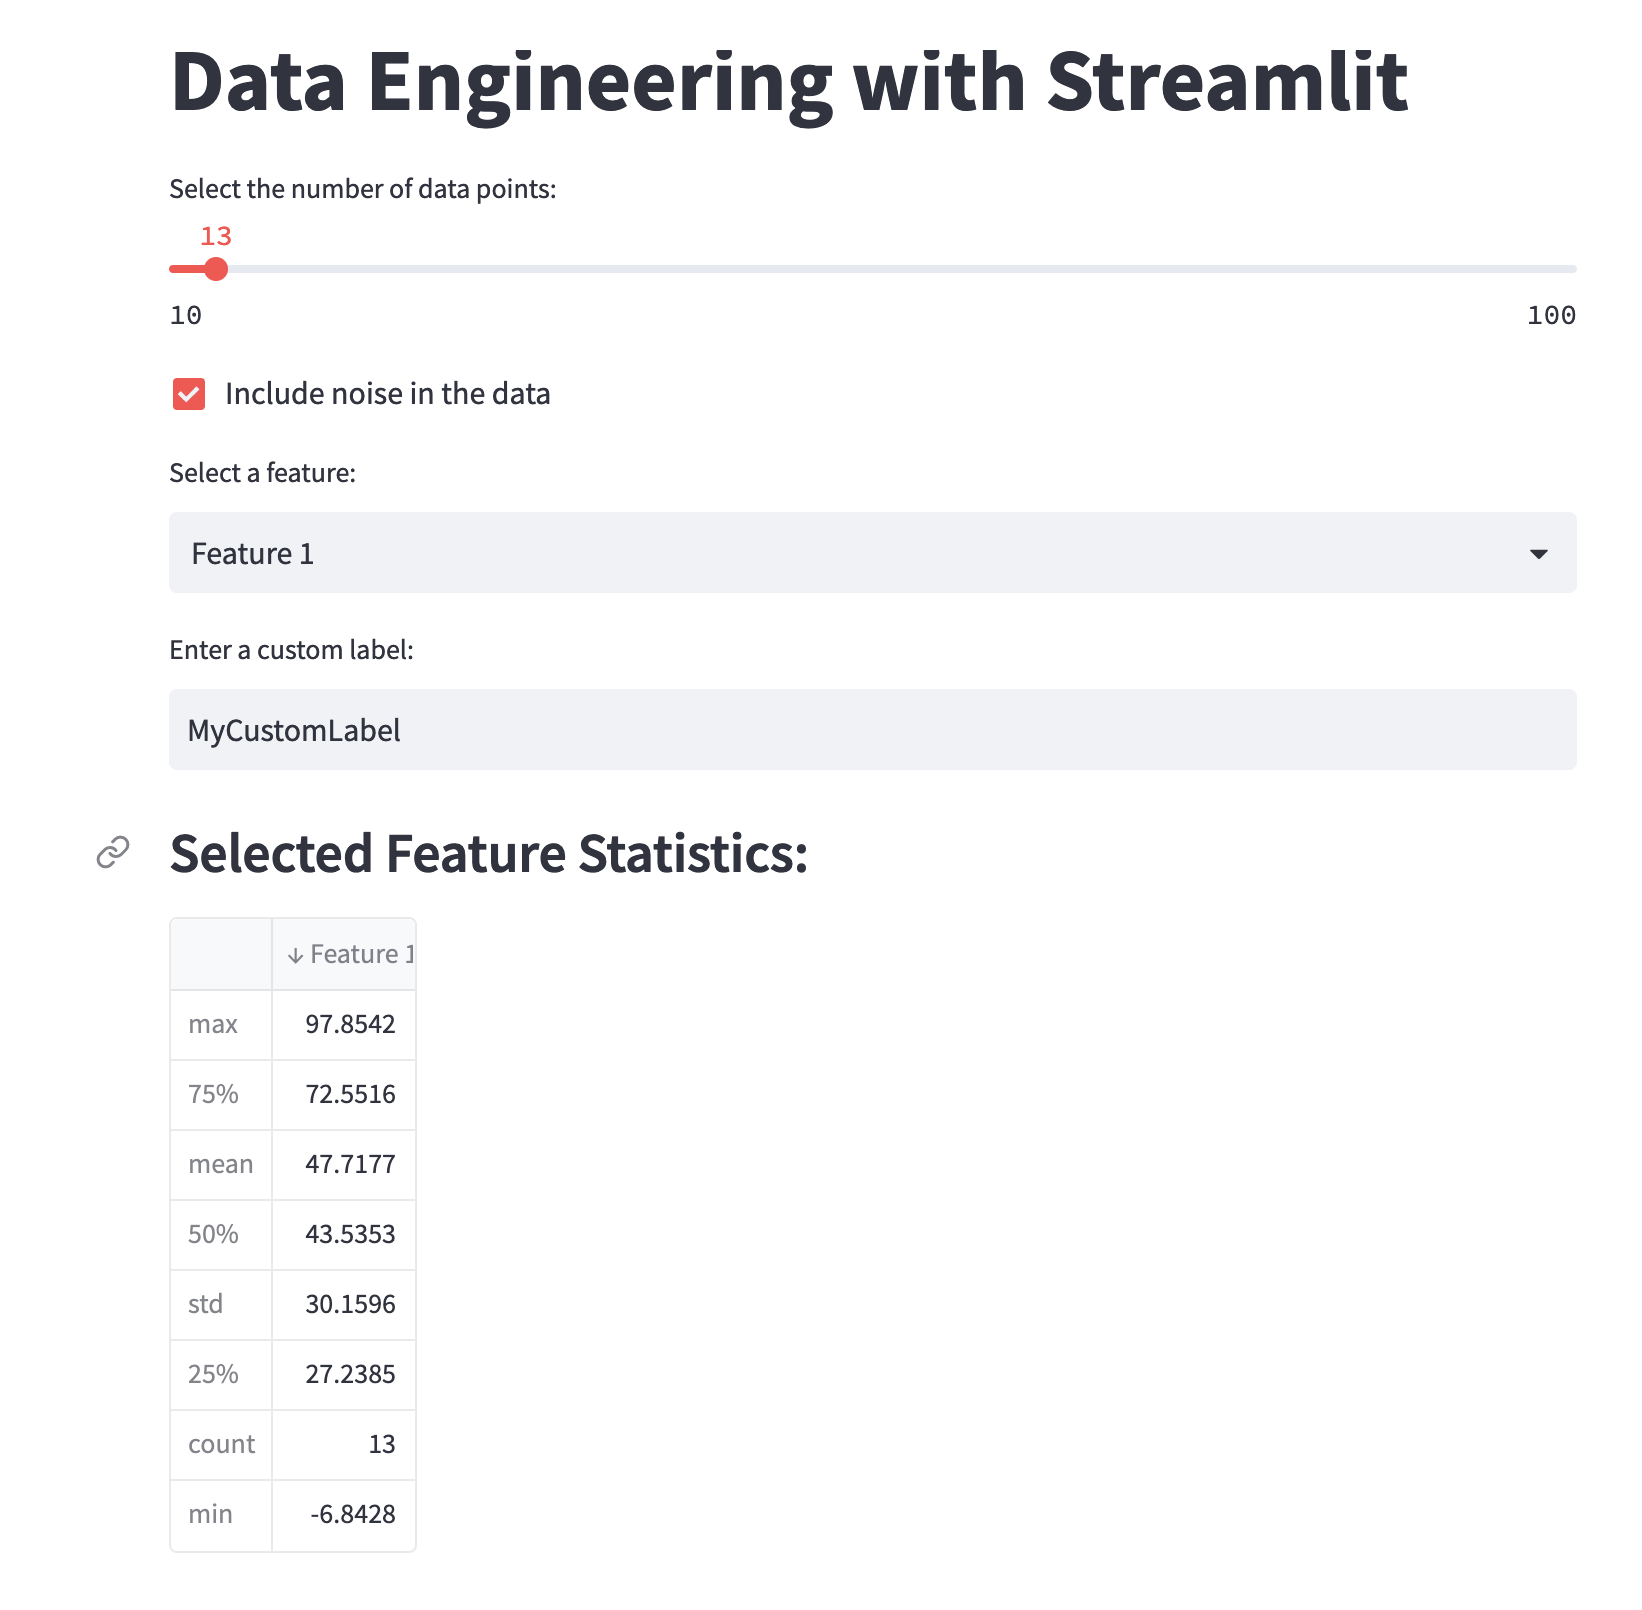 Data Engineering with Streamlit
Select the number of data points:
13
10 100
Include noise in the data
Select a feature:
Feature 1
Enter a custom label:
MyCustomLabel
Selected Feature Statistics:
↓ Feature 1
max 97.8542
75% 72.5516
mean 47.7177
50% 43.5353
std 30.1596
25% 27.2385
count 13
min -6.8428